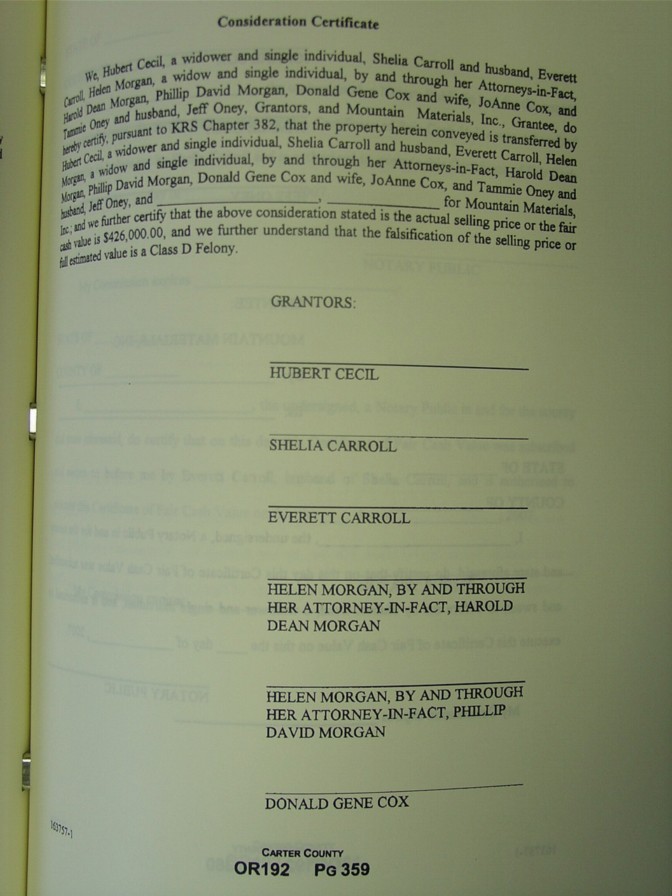 Consideration Certificate
We, Hubert Cecil, a widower and single individual, Shelia Carroll and husband, Everett
Carroll, Helen Morgan, a widow and single individual, by and through her Attorneys-in-Fact,
Harold Dean Morgan, Phillip David Morgan, Donald Gene Cox and wife, JoAnne Cox, and
Tammie Oney and husband, Jeff Oney, Grantors, and Mountain Materials, Inc., Grantee, do
hereby certify, pursuant to KRS Chapter 382, that the property herein conveyed is transferred by
Hubert Cecil, a widower and single individual, Shelia Carroll and husband, Everett Carroll, Helen
Morgan, a widow and single individual, by and through her Attorneys-in-Fact, Harold Dean
Morgan, Phillip David Morgan, Donald Gene Cox and wife, JoAnne Cox, and Tammie Oney and
husband, Jeff Oney, and ____________________, ______________ for Mountain Materials,
Inc.; and we further certify that the above consideration stated is the actual selling price or the fair
cash value is $426,000.00, and we further understand that the falsification of the selling price or
full estimated value is a Class D Felony.
GRANTORS:
HUBERT CECIL
SHELIA CARROLL
EVERETT CARROLL
HELEN MORGAN, BY AND THROUGH
HER ATTORNEY-IN-FACT, HAROLD
DEAN MORGAN
HELEN MORGAN, BY AND THROUGH
HER ATTORNEY-IN-FACT, PHILLIP
DAVID MORGAN
DONALD GENE COX
163757-1
CARTER COUNTY
OR192 PG 359